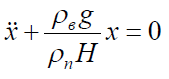 ẍ + (ρ_в g)/(ρ_п H) x = 0